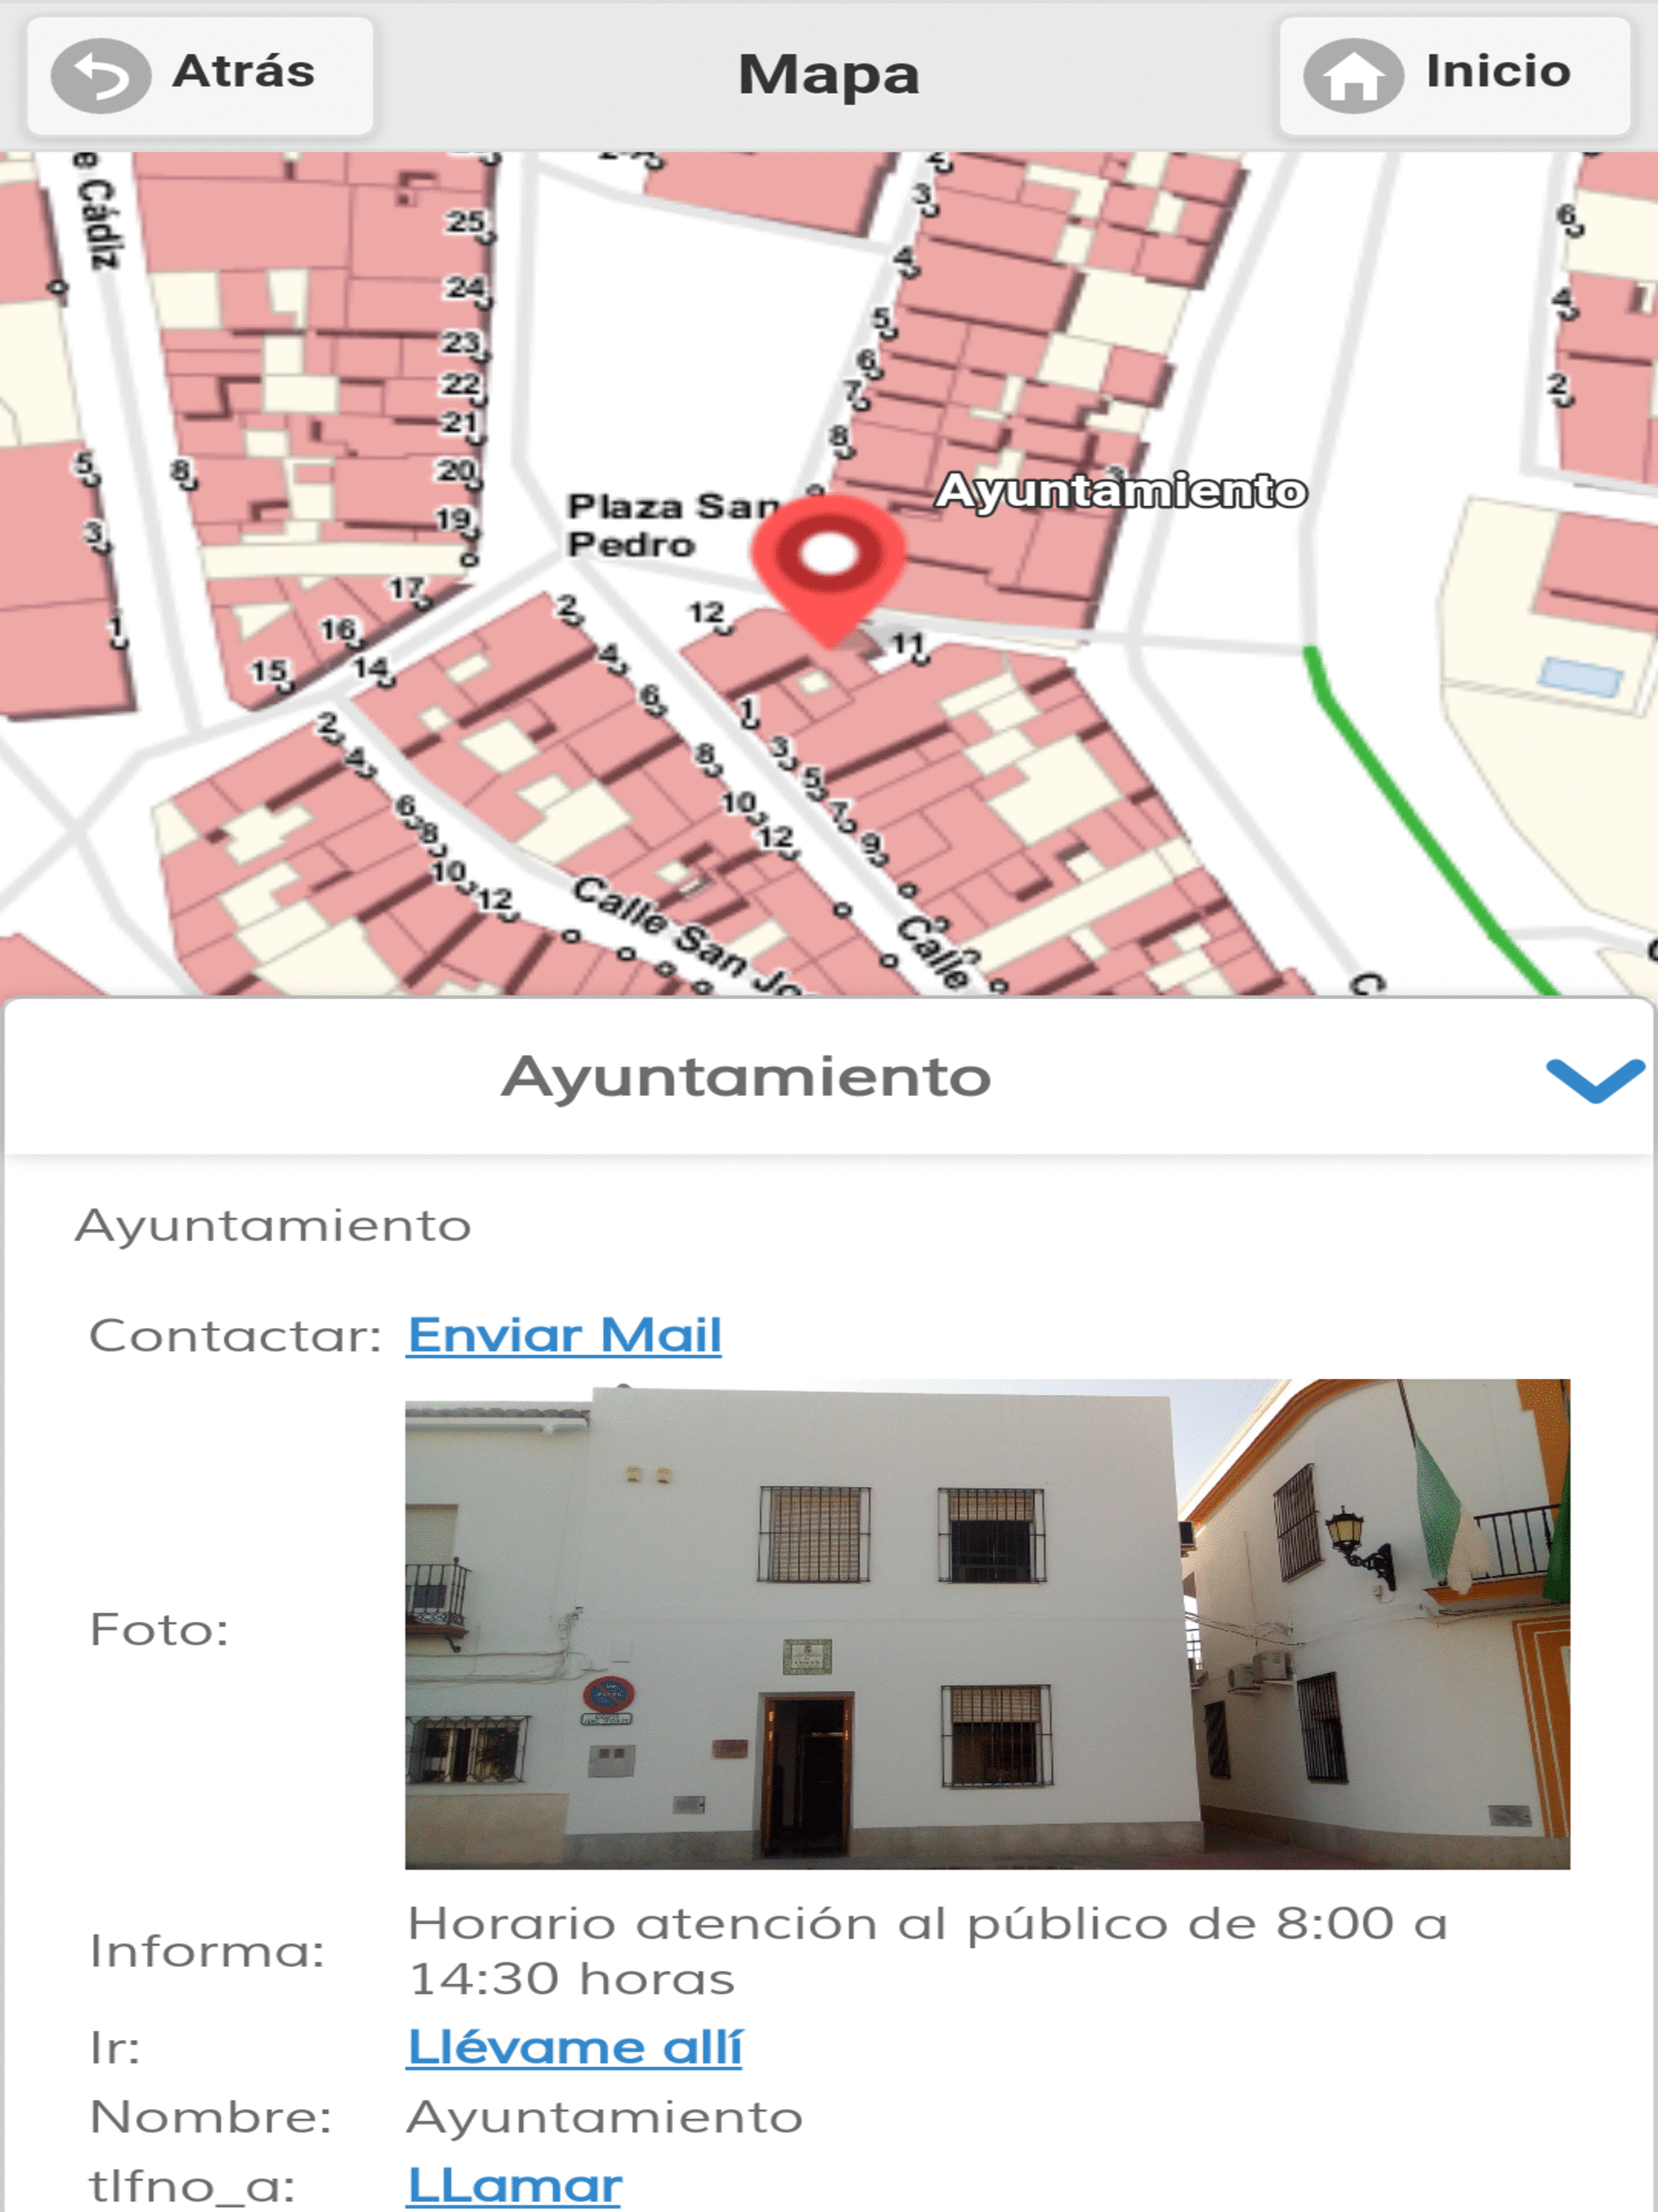 Atrás
Mapa
Inicio
e Cádiz
25
24
23
22
21
20
19
17
16
15
14
8
5
3
1
2
3
4
5
6
7
8
6
4
2
Ayuntamiento
Plaza San
Pedro
12
11
2
4
6
8
10
12
1
3
5
7
9
2
4
6
8
10
12
Calle San Jo
Calle
C
Ayuntamiento
Ayuntamiento
Contactar: Enviar Mail
Foto:
Informa: Horario atención al público de 8:00 a
14:30 horas
Ir: Llévame allí
Nombre: Ayuntamiento
tlfno_a: LLamar